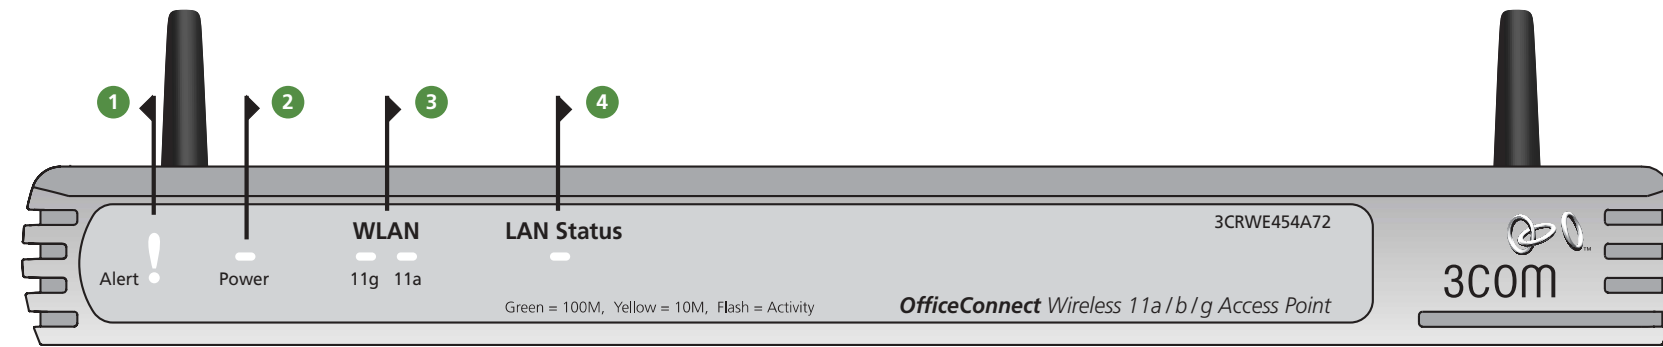 1 2 3 4
WLAN LAN Status 3CRWE454A72
Alert ! Power 11g 11a
Green = 100M, Yellow = 10M, Flash = Activity
OfficeConnect Wireless 11a/b/g Access Point
3COM ™